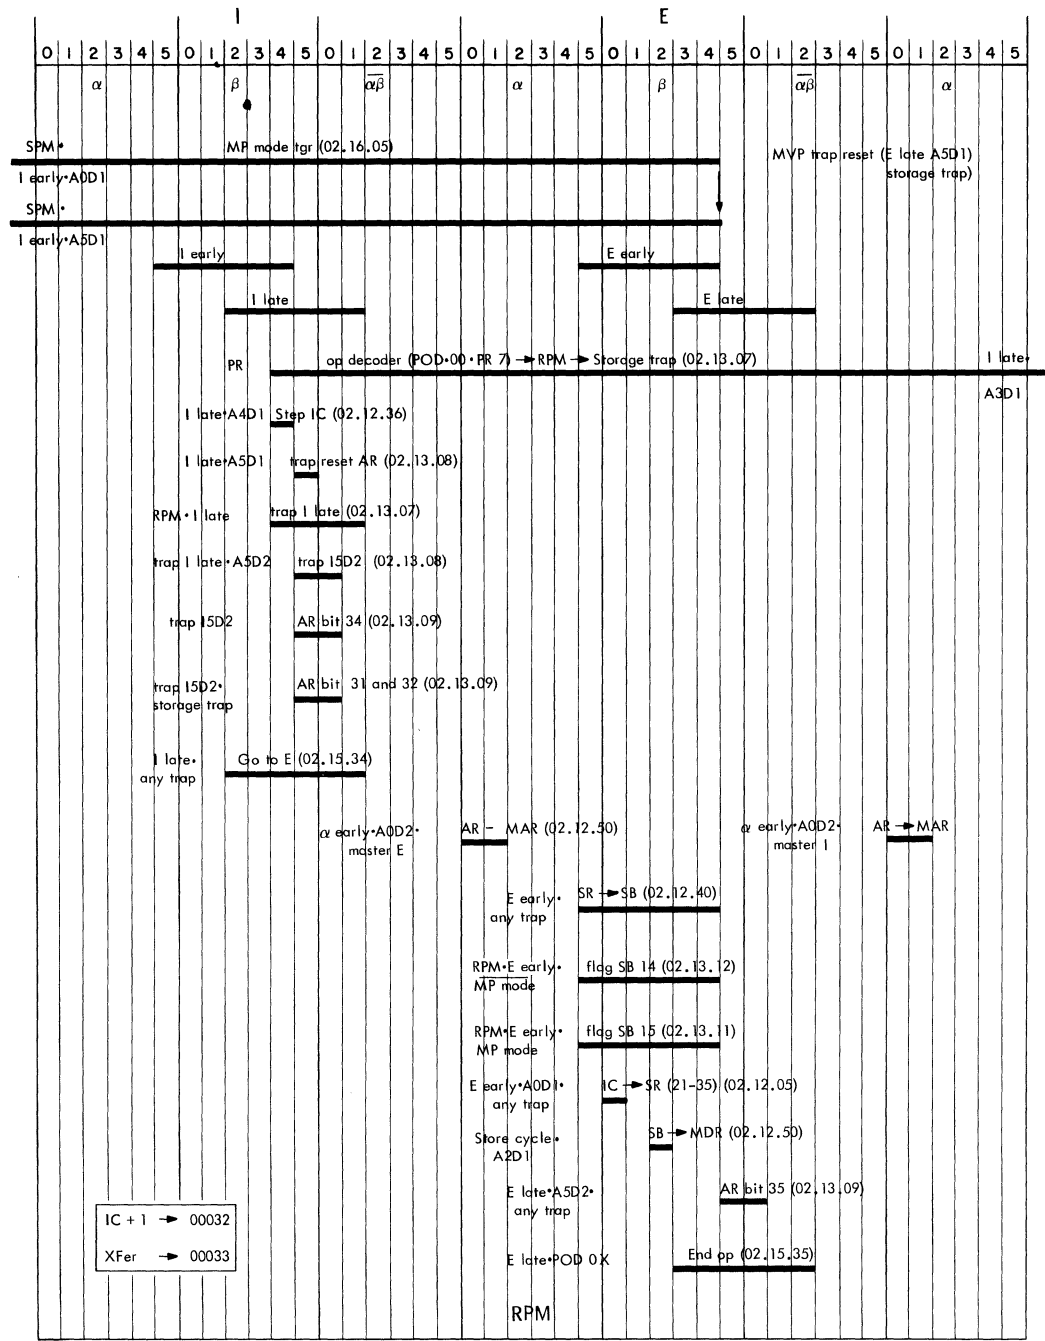 I E
0 1 2 3 4 5 0 1 2 3 4 5 0 1 2 3 4 5 0 1 2 3 4 5 0 1 2 3 4 5 0 1 2 3 4 5 0 1 2 3 4 5
α β αβ α β αβ α
SPM• MP mode tgr (02.16.05)
I early•A0D1
MVP trap reset (E late A5D1)
storage trap)
SPM •
I early•A5D1
I early E early
I late E late
PR op decoder (POD•00•PR 7) → RPM → Storage trap (02.13.07) I late•
A3D1
I late•A4D1 Step IC (02.12.36)
I late•A5D1 trap reset AR (02.13.08)
RPM•I late trap I late (02.13.07)
trap I late•A5D2 trap I5D2 (02.13.08)
trap I5D2 AR bit 34 (02.13.09)
trap I5D2• AR bit 31 and 32 (02.13.09)
storage trap
I late• Go to E (02.15.34)
any trap
α early•A0D2• AR – MAR (02.12.50)
master E
α early•A0D2• AR → MAR
master I
E early• SR → SB (02.12.40)
any trap
RPM•E early• flag SB 14 (02.13.12)
MP mode
RPM•E early• flag SB 15 (02.13.11)
MP mode
E early•A0D1• IC → SR (21-35) (02.12.05)
any trap
Store cycle• SB → MDR (02.12.50)
A2D1
E late•A5D2• AR bit 35 (02.13.09)
any trap
E late•POD 0X End op (02.15.35)
IC + 1 → 00032
XFer → 00033
RPM